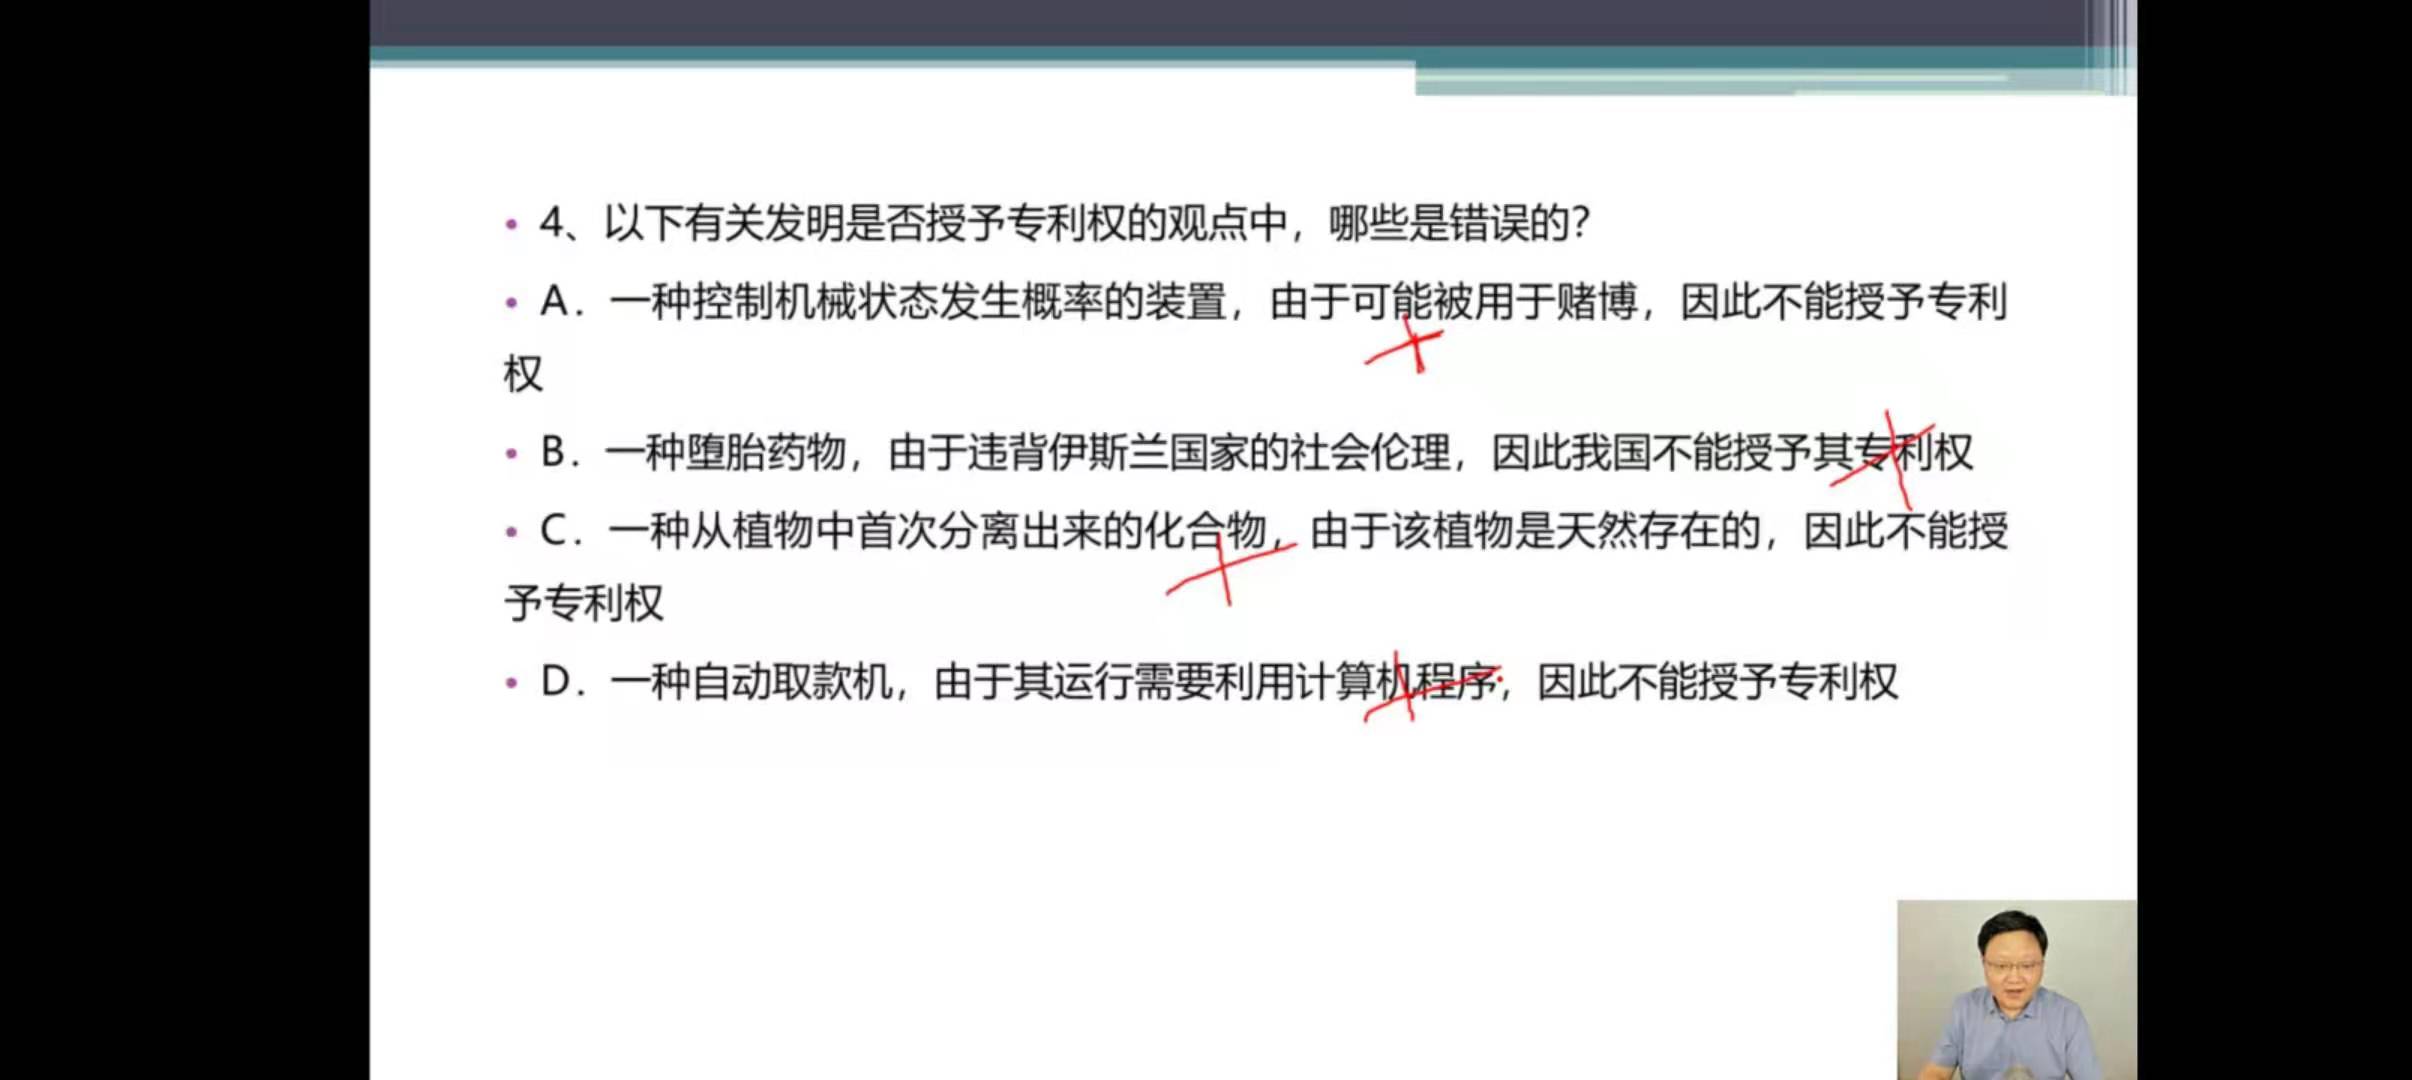 • 4、以下有关发明是否授予专利权的观点中，哪些是错误的？
• A．一种控制机械状态发生概率的装置，由于可能被用于赌博，因此不能授予专利
权
• B．一种堕胎药物，由于违背伊斯兰国家的社会伦理，因此我国不能授予其专利权
• C．一种从植物中首次分离出来的化合物，由于该植物是天然存在的，因此不能授
予专利权
• D．一种自动取款机，由于其运行需要利用计算机程序，因此不能授予专利权